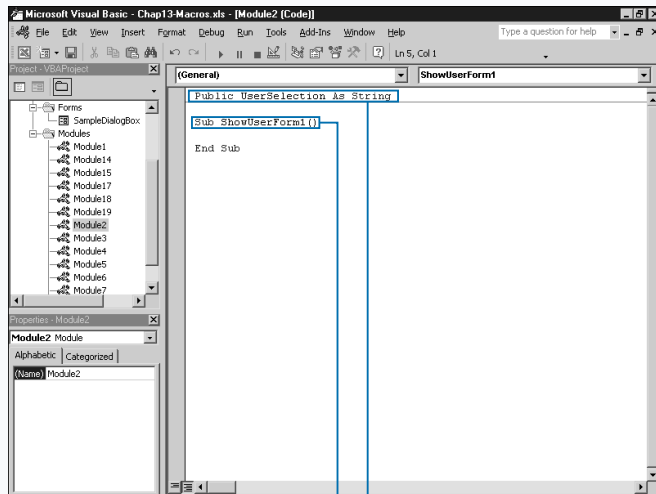 Microsoft Visual Basic - Chap13-Macros.xls - [Module2 (Code)]
File Edit View Insert Format Debug Run Tools Add-Ins Window Help
Type a question for help
Ln 5, Col 1
Project - VBAProject
(General)
ShowUserForm1
Forms
SampleDialogBox
Modules
Module1
Module14
Module15
Module17
Module18
Module19
Module2
Module3
Module4
Module5
Module6
Module7
Public UserSelection As String
Sub ShowUserForm1()
End Sub
Properties - Module2
Module2 Module
Alphabetic Categorized
(Name) Module2